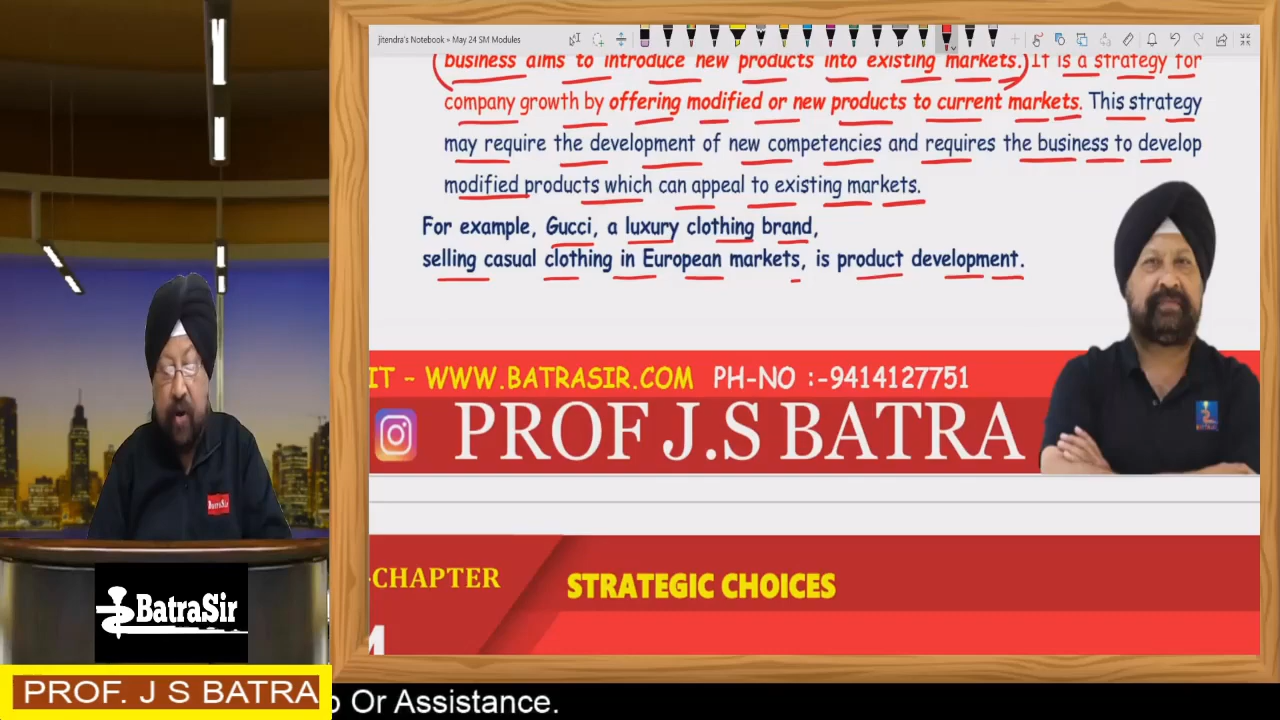 Jitendra's Notebook » May 24 SM Modules
business aims to introduce new products into existing markets.) It is a strategy for
company growth by offering modified or new products to current markets. This strategy
may require the development of new competencies and requires the business to develop
modified products which can appeal to existing markets.
For example, Gucci, a luxury clothing brand,
selling casual clothing in European markets, is product development.
IT - WWW.BATRASIR.COM PH-NO :-9414127751
PROF J.S BATRA
-CHAPTER
STRATEGIC CHOICES
BatraSir
BatraSir
PROF. J S BATRA
Or Assistance.